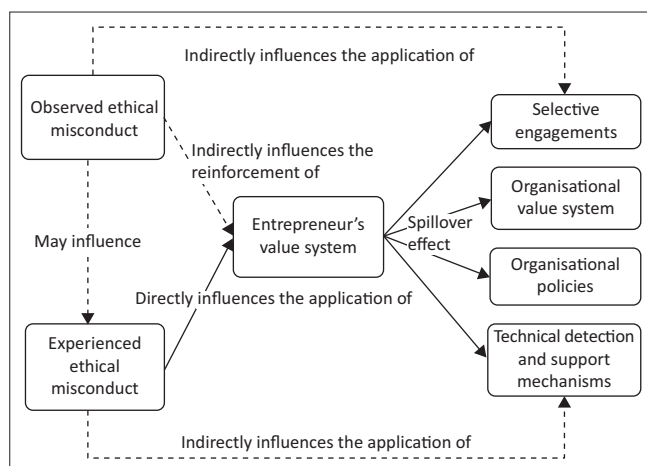 Indirectly influences the application of
Observed ethical
misconduct
Selective
engagements
Indirectly influences the
reinforcement of
Organisational
value system
Entrepreneur's
value system
Spillover
effect
May influence
Organisational
policies
Directly influences the application of
Experienced
ethical
misconduct
Technical detection
and support
mechanisms
Indirectly influences the application of